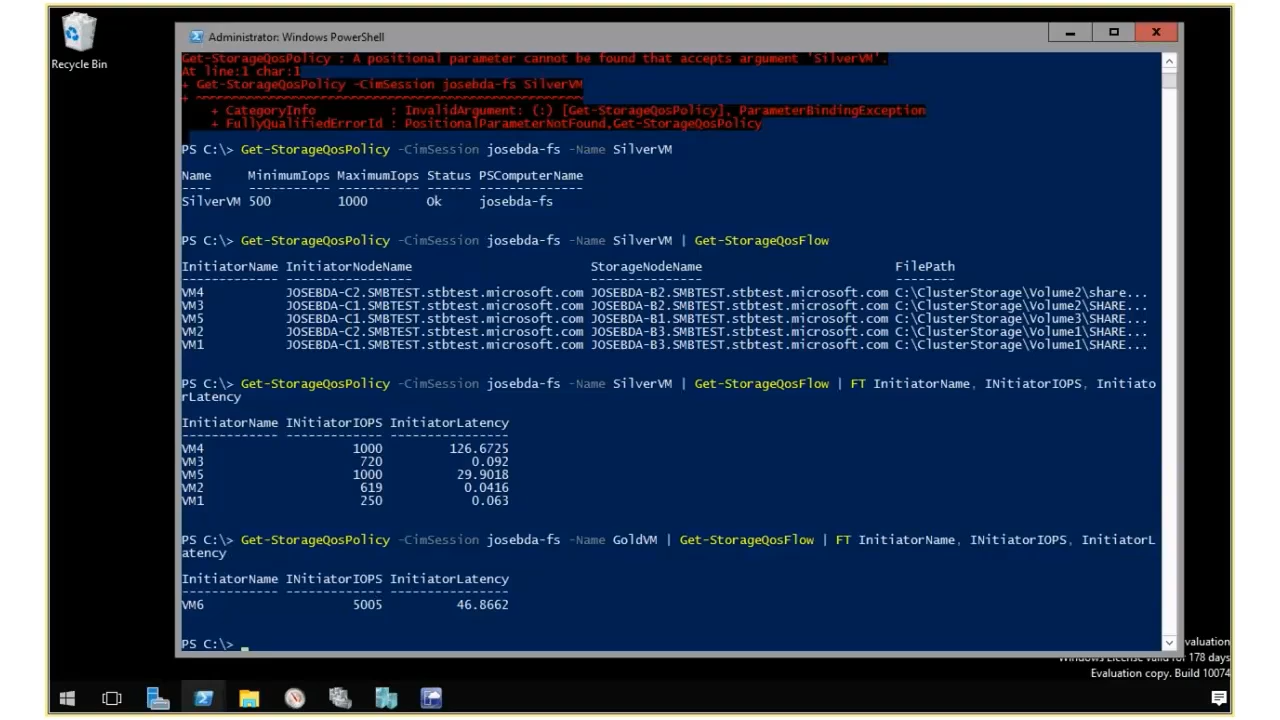 Recycle Bin
Administrator: Windows PowerShell
Get-StorageQosPolicy : A positional parameter cannot be found that accepts argument 'SilverVM'.
At line:1 char:1
+ Get-StorageQosPolicy -CimSession josebda-fs SilverVM
+ ~~~~~~~~~~~~~~~~~~~~~~~~~~~~~~~~~~~~~~~~~~~~~~~~~~~~
+ CategoryInfo          : InvalidArgument: (:) [Get-StorageQosPolicy], ParameterBindingException
+ FullyQualifiedErrorId : PositionalParameterNotFound,Get-StorageQosPolicy
PS C:\> Get-StorageQosPolicy -CimSession josebda-fs -Name SilverVM
Name     MinimumIops MaximumIops Status PSComputerName
----     ----------- ----------- ------ --------------
SilverVM 500         1000        Ok     josebda-fs
PS C:\> Get-StorageQosPolicy -CimSession josebda-fs -Name SilverVM | Get-StorageQosFlow
InitiatorName InitiatorNodeName                        StorageNodeName                          FilePath
------------- -----------------                        ---------------                          --------
VM4           JOSEBDA-C2.SMBTEST.stbtest.microsoft.com JOSEBDA-B2.SMBTEST.stbtest.microsoft.com C:\ClusterStorage\Volume2\share...
VM3           JOSEBDA-C1.SMBTEST.stbtest.microsoft.com JOSEBDA-B2.SMBTEST.stbtest.microsoft.com C:\ClusterStorage\Volume2\SHARE...
VM5           JOSEBDA-C1.SMBTEST.stbtest.microsoft.com JOSEBDA-B1.SMBTEST.stbtest.microsoft.com C:\ClusterStorage\Volume3\SHARE...
VM2           JOSEBDA-C2.SMBTEST.stbtest.microsoft.com JOSEBDA-B3.SMBTEST.stbtest.microsoft.com C:\ClusterStorage\Volume1\SHARE...
VM1           JOSEBDA-C1.SMBTEST.stbtest.microsoft.com JOSEBDA-B3.SMBTEST.stbtest.microsoft.com C:\ClusterStorage\Volume1\SHARE...
PS C:\> Get-StorageQosPolicy -CimSession josebda-fs -Name SilverVM | Get-StorageQosFlow | FT InitiatorName, INitiatorIOPS, Initiato
rLatency
InitiatorName INitiatorIOPS InitiatorLatency
------------- ------------- ----------------
VM4                    1000         126.6725
VM3                     720            0.092
VM5                    1000          29.9018
VM2                     619           0.0416
VM1                     250            0.063
PS C:\> Get-StorageQosPolicy -CimSession josebda-fs -Name GoldVM | Get-StorageQosFlow | FT InitiatorName, INitiatorIOPS, InitiatorL
atency
InitiatorName INitiatorIOPS InitiatorLatency
------------- ------------- ----------------
VM6                    5005          46.8662
PS C:\> _
valuation
Windows License valid for 178 days
Evaluation copy. Build 10074